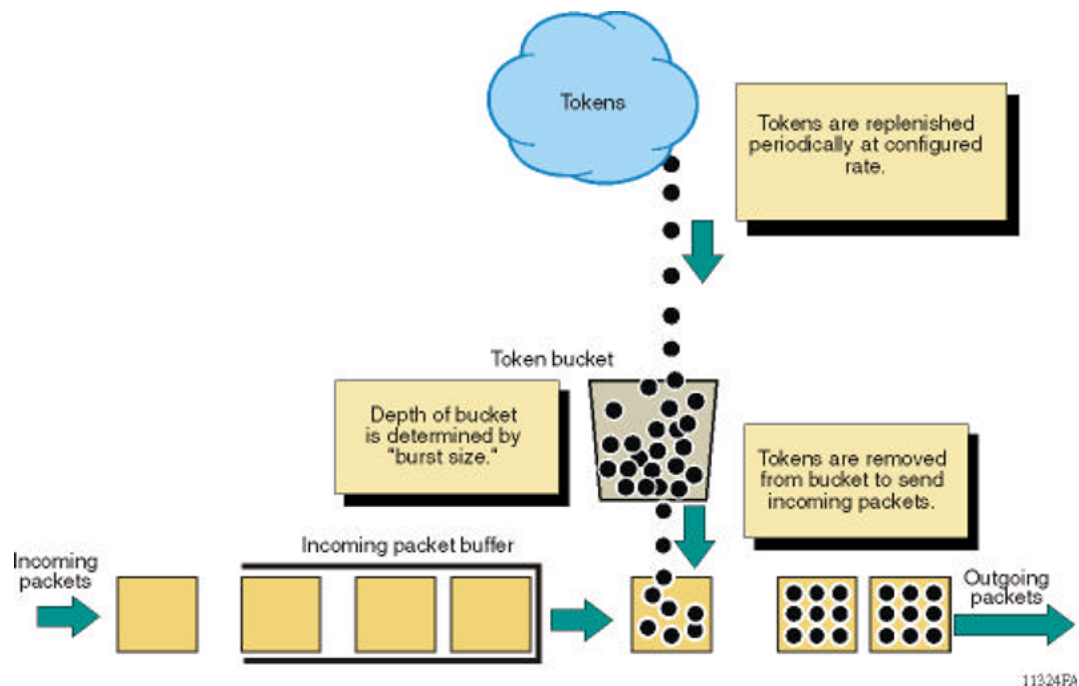 Tokens
Tokens are replenished
periodically at configured
rate.
Token bucket
Depth of bucket
is determined by
"burst size."
Tokens are removed
from bucket to send
incoming packets.
Incoming packet buffer
Incoming
packets
Outgoing
packets
11324PA